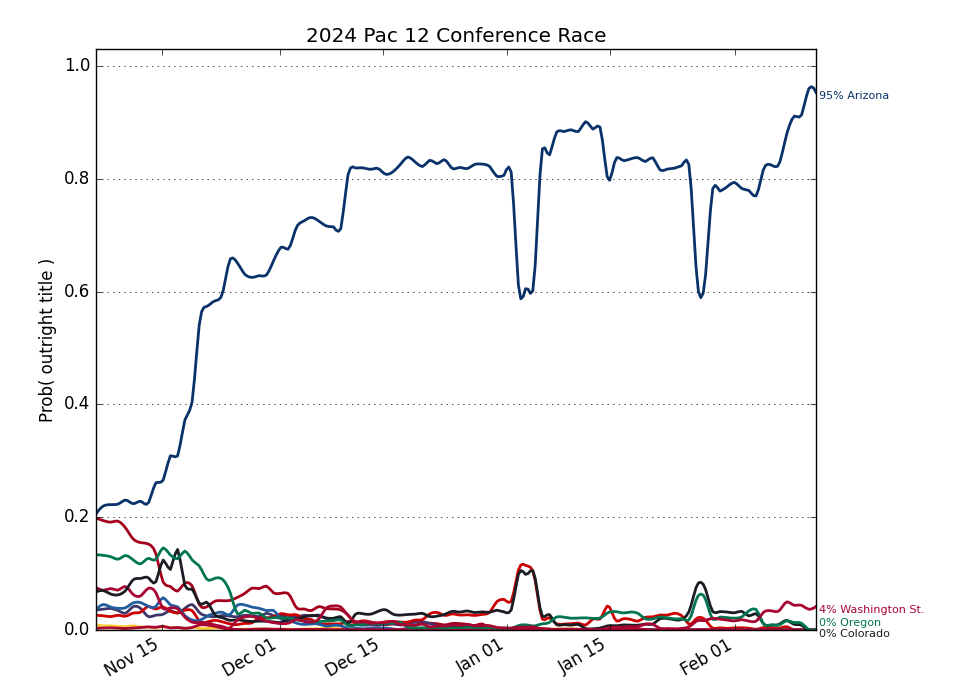 2024 Pac 12 Conference Race
Prob( outright title )
1.0
0.8
0.6
0.4
0.2
0.0
Nov 15
Dec 01
Dec 15
Jan 01
Jan 15
Feb 01
95% Arizona
4% Washington St.
0% Oregon
0% Colorado